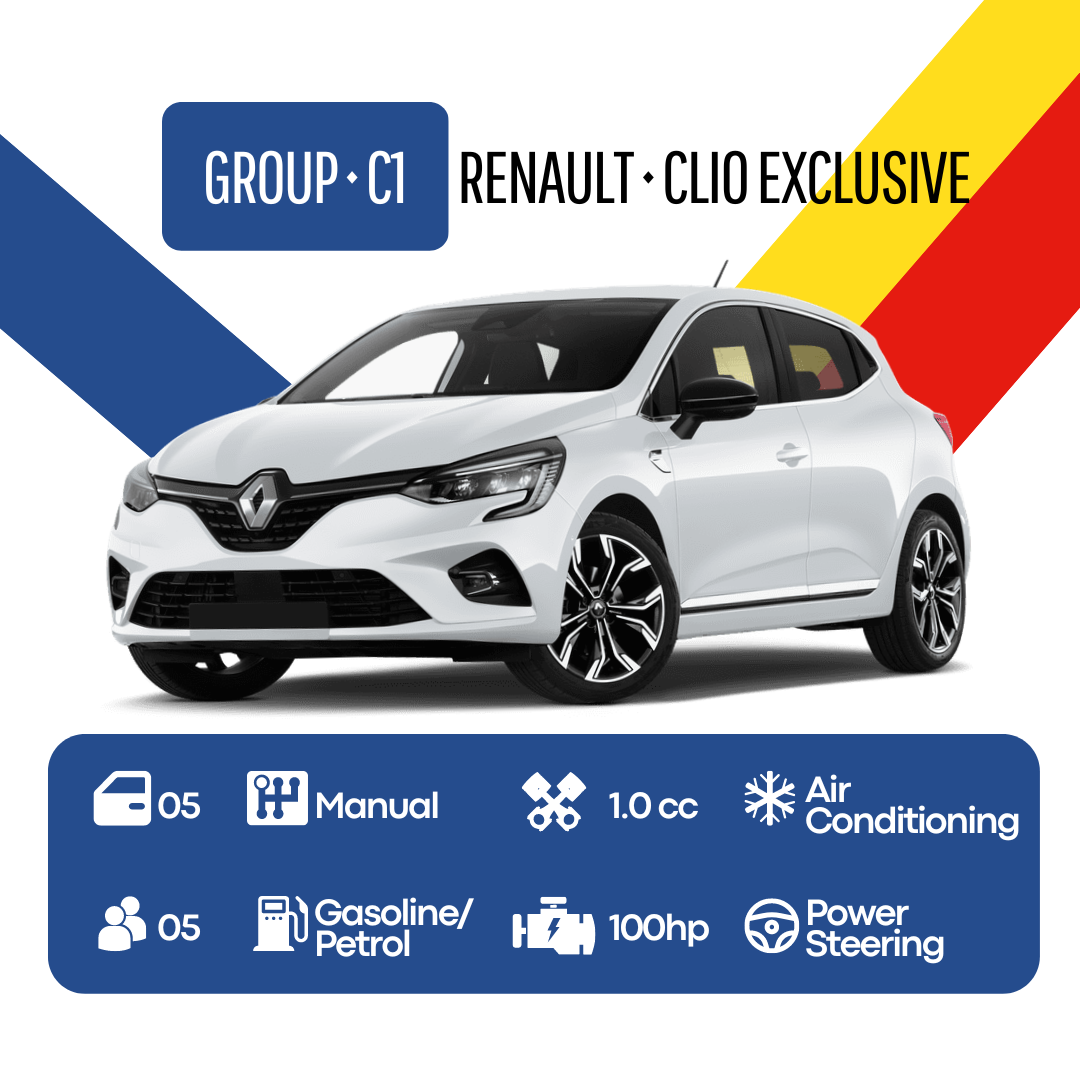 GROUP · C1
RENAULT · CLIO EXCLUSIVE
05
Manual
1.0 cc
Air
Conditioning
05
Gasoline/
Petrol
100hp
Power
Steering